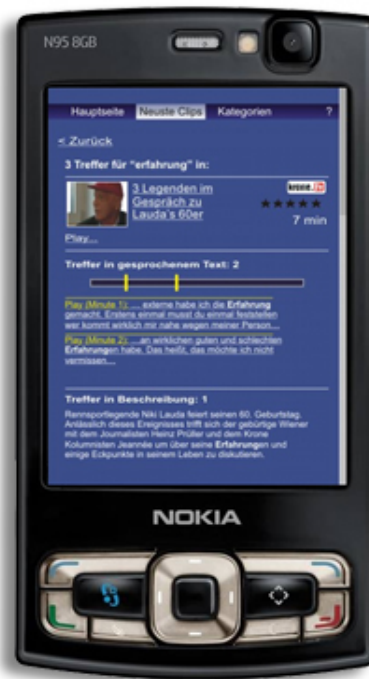 N95 8GB
Hauptseite Neuste Clips Kategorien ?
< Zurück
3 Treffer für "erfahrung" in:
3 Legenden im
Gespräch zu
Lauda's 60er
krone.tv
★★★★★
7 min
Play...
Treffer in gesprochenem Text: 2
Play (Minute 1): .... externe habe ich die Erfahrung
gemacht. Erstens einmal musst du einmal feststellen
wer kommt wirklich mir nahe wegen meiner Person....
Play (Minute 2): ....an wirklichen guten und schlechten
Erfahrungen habe. Das heißt, das möchte ich nicht
vermissen....
Treffer in Beschreibung: 1
Rennsportlegende Niki Lauda feiert seinen 60. Geburtstag.
Anlässlich dieses Ereignisses trifft sich der gebürtige Wiener
mit dem Journalisten Heinz Prüller und dem Krone
Kolumnisten Jeannée um über seine Erfahrungen und
einige Eckpunkte in seinem Leben zu diskutieren.
NOKIA